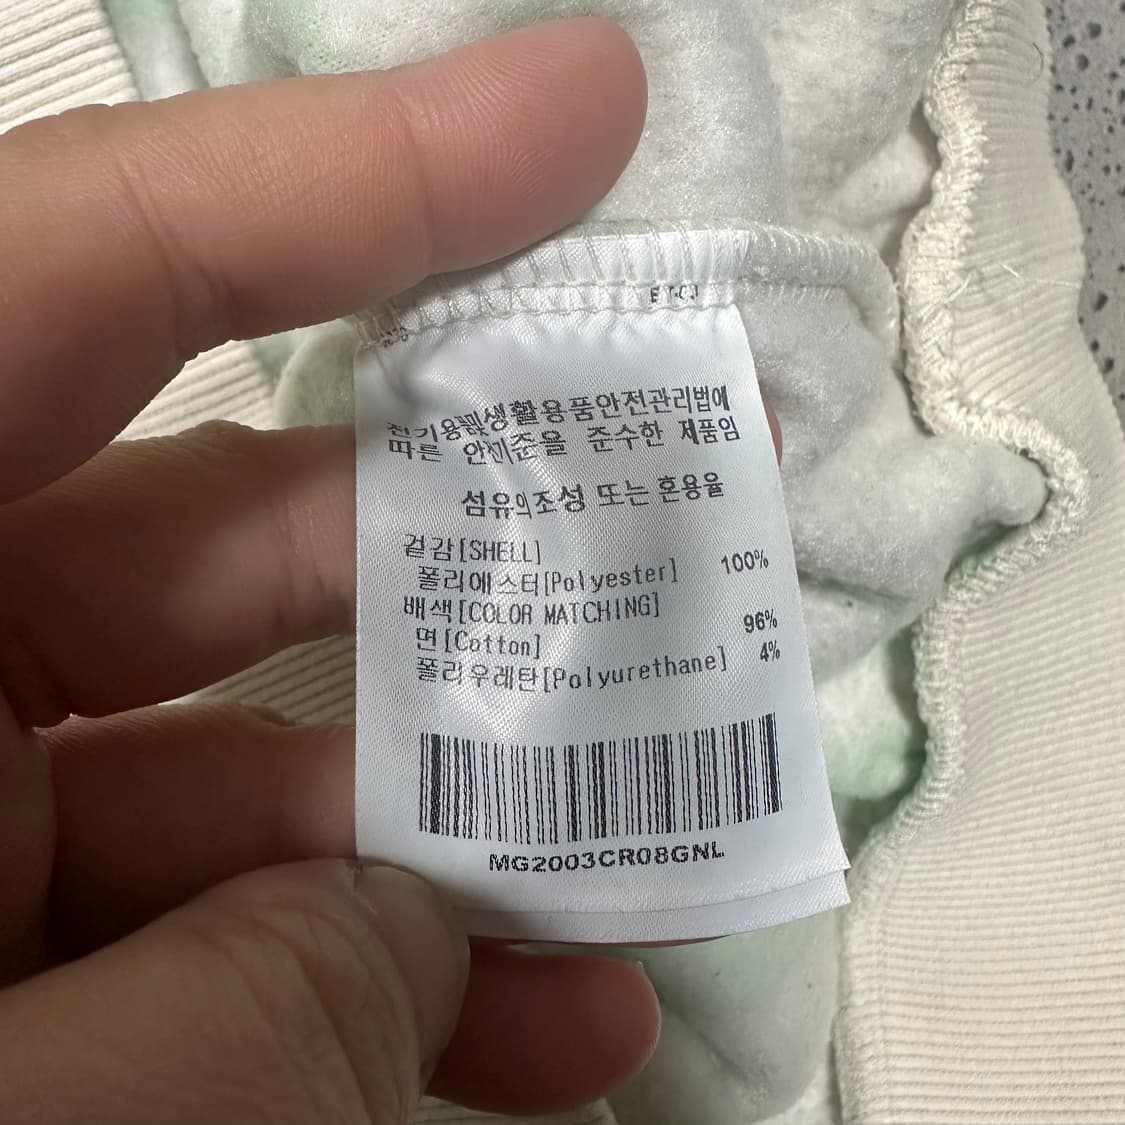 전기용품및생활용품안전관리법에
따른 안전기준을 준수한 제품임
섬유의조성 또는 혼용율
겉감[SHELL]
폴리에스터[Polyester] 100%
배색[COLOR MATCHING]
면[Cotton] 96%
폴리우레탄[Polyurethane] 4%
MG2003CR08GNL